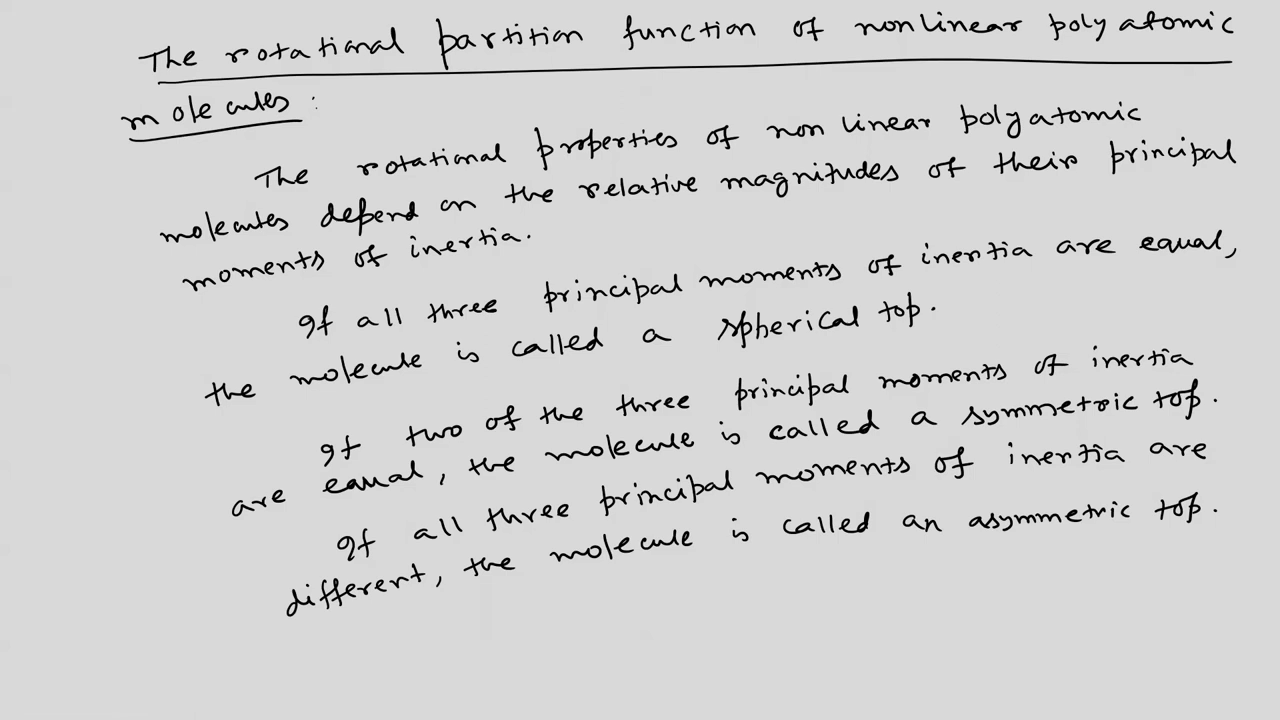 The rotational partition function of nonlinear polyatomic
molecules:
The rotational properties of non linear polyatomic
molecules depend on the relative magnitudes of their principal
moments of inertia.
If all three principal moments of inertia are equal,
the molecule is called a spherical top.
If two of the three principal moments of inertia
are equal, the molecule is called a symmetric top.
If all three principal moments of inertia are
different, the molecule is called an asymmetric top.